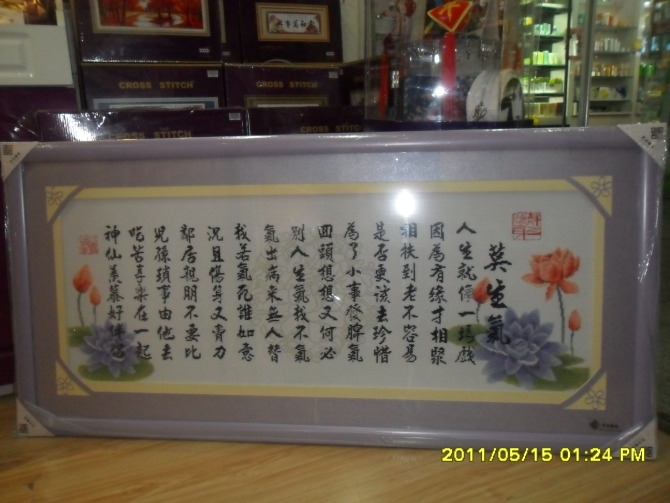 CROSS STITCH
CROSS STITCH
CROSS STITCH
莫生氣
人生就像一場戲
因為有緣才相聚
相扶到老不容易
是否更該去珍惜
為了小事發脾氣
回頭想想又何必
別人生氣我不氣
氣出病來無人替
我若氣死誰如意
況且傷身又費力
鄰居親朋不要比
兒孫瑣事由他去
吃苦享樂在一起
神仙羨慕好伴侶
2011/05/15 01:24 PM